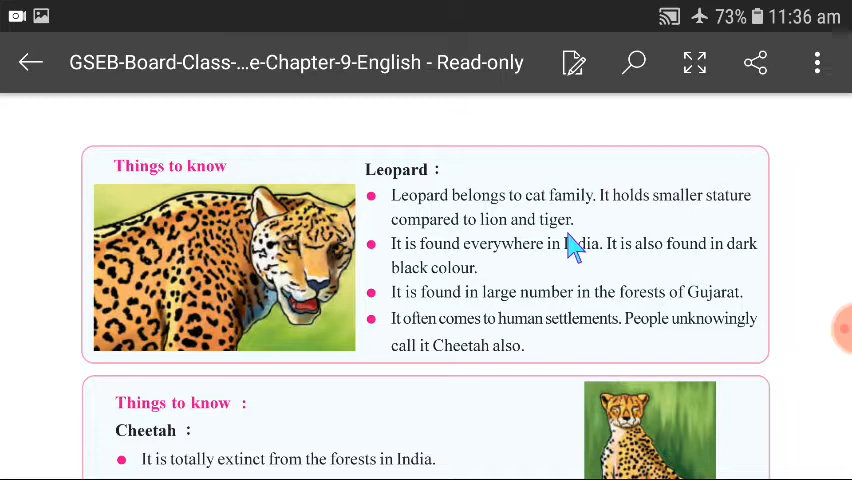 73% 11:36 am
GSEB-Board-Class-...e-Chapter-9-English - Read-only
Things to know
Leopard :
Leopard belongs to cat family. It holds smaller stature
compared to lion and tiger.
It is found everywhere in India. It is also found in dark
black colour.
It is found in large number in the forests of Gujarat.
It often comes to human settlements. People unknowingly
call it Cheetah also.
Things to know :
Cheetah :
It is totally extinct from the forests in India.